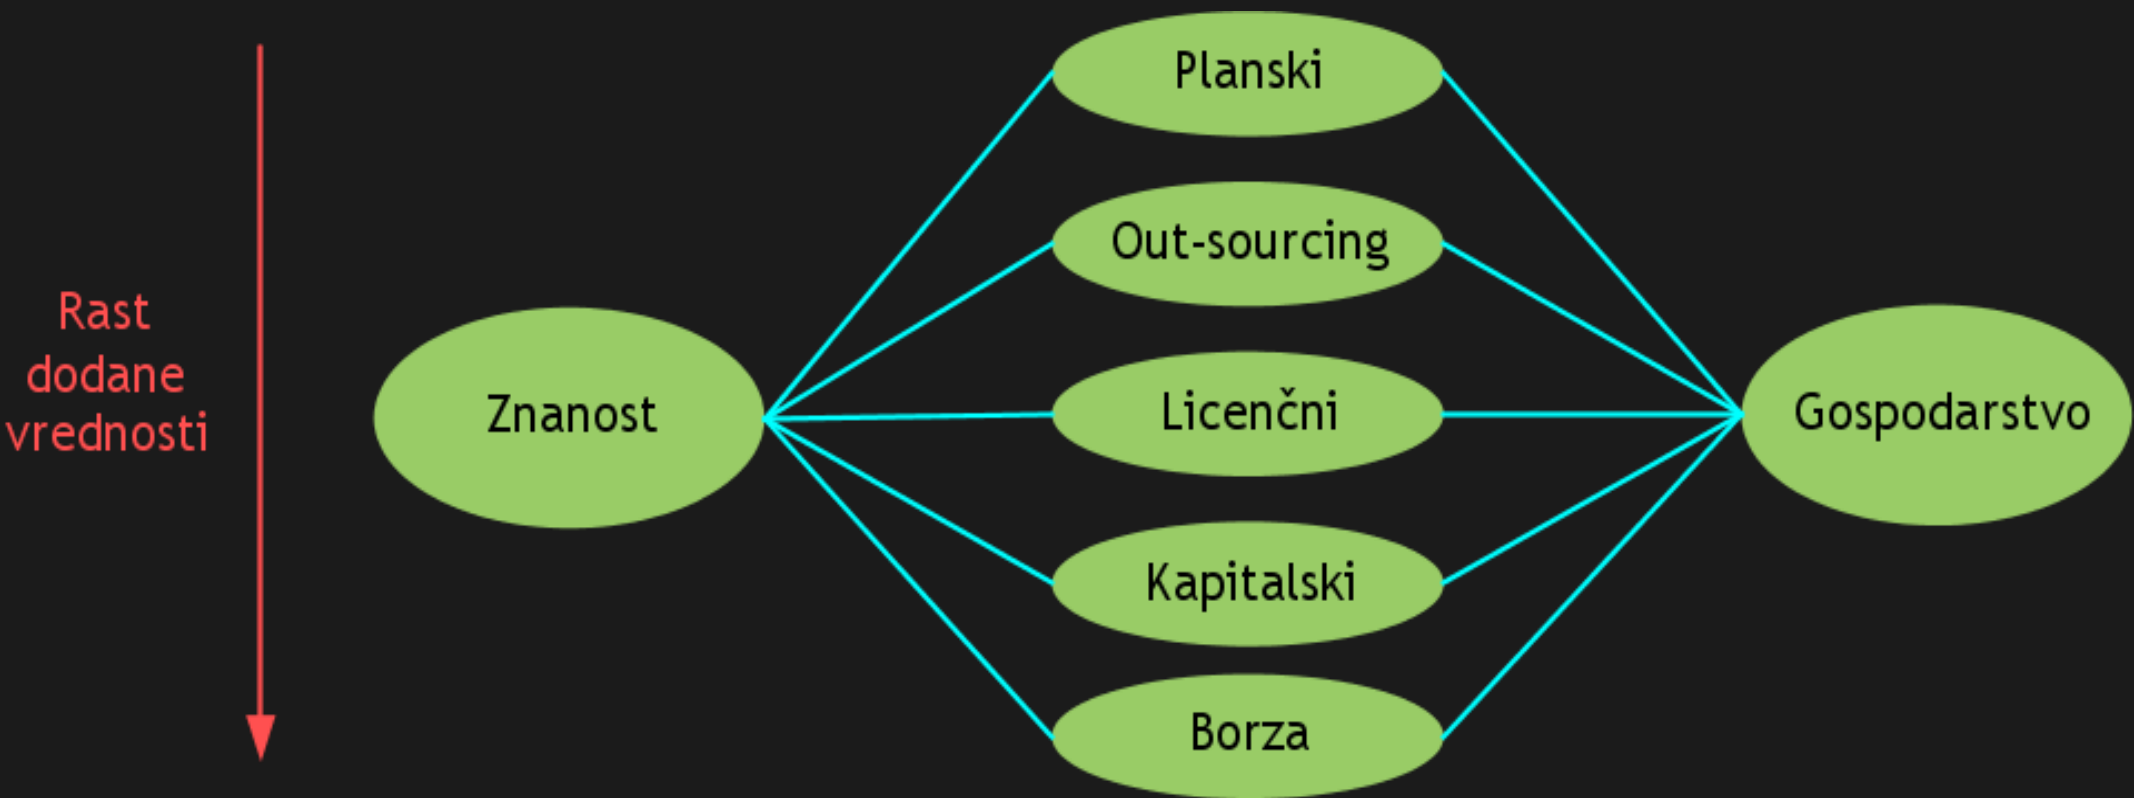 Rast
dodane
vrednosti
Znanost
Planski
Out-sourcing
Licenčni
Kapitalski
Borza
Gospodarstvo